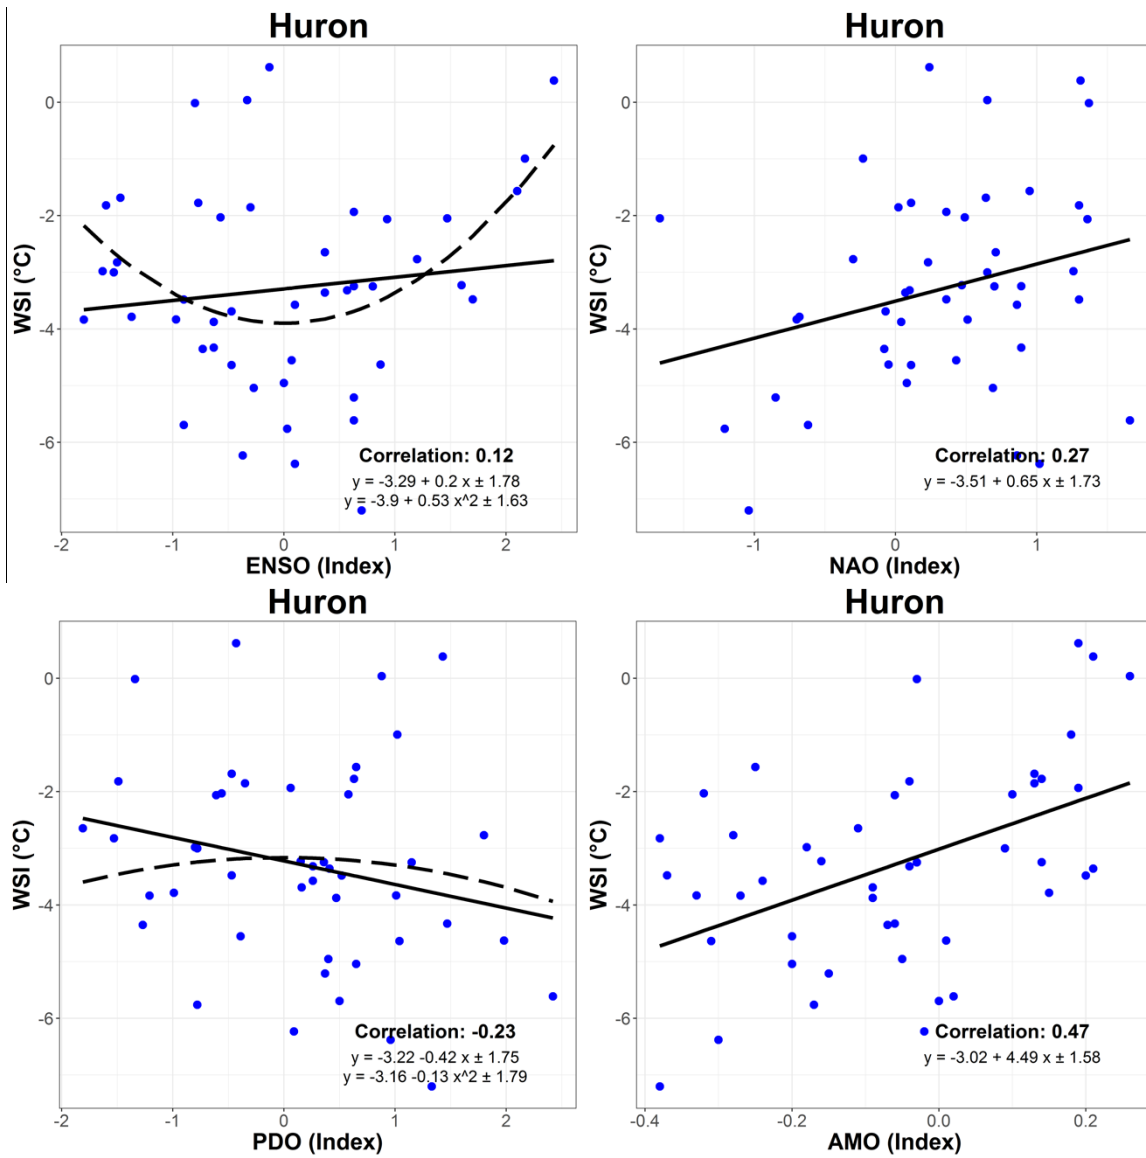 Huron
WSI (°C)
0
-2
-4
-6
Correlation: 0.12
y = -3.29 + 0.2 x ± 1.78
y = -3.9 + 0.53 x^2 ± 1.63
-2 -1 0 1 2
ENSO (Index)
Huron
WSI (°C)
0
-2
-4
-6
Correlation: 0.27
y = -3.51 + 0.65 x ± 1.73
-1 0 1
NAO (Index)
Huron
WSI (°C)
0
-2
-4
-6
Correlation: -0.23
y = -3.22 -0.42 x ± 1.75
y = -3.16 -0.13 x^2 ± 1.79
-2 -1 0 1 2
PDO (Index)
Huron
WSI (°C)
0
-2
-4
-6
Correlation: 0.47
y = -3.02 + 4.49 x ± 1.58
-0.4 -0.2 0.0 0.2
AMO (Index)